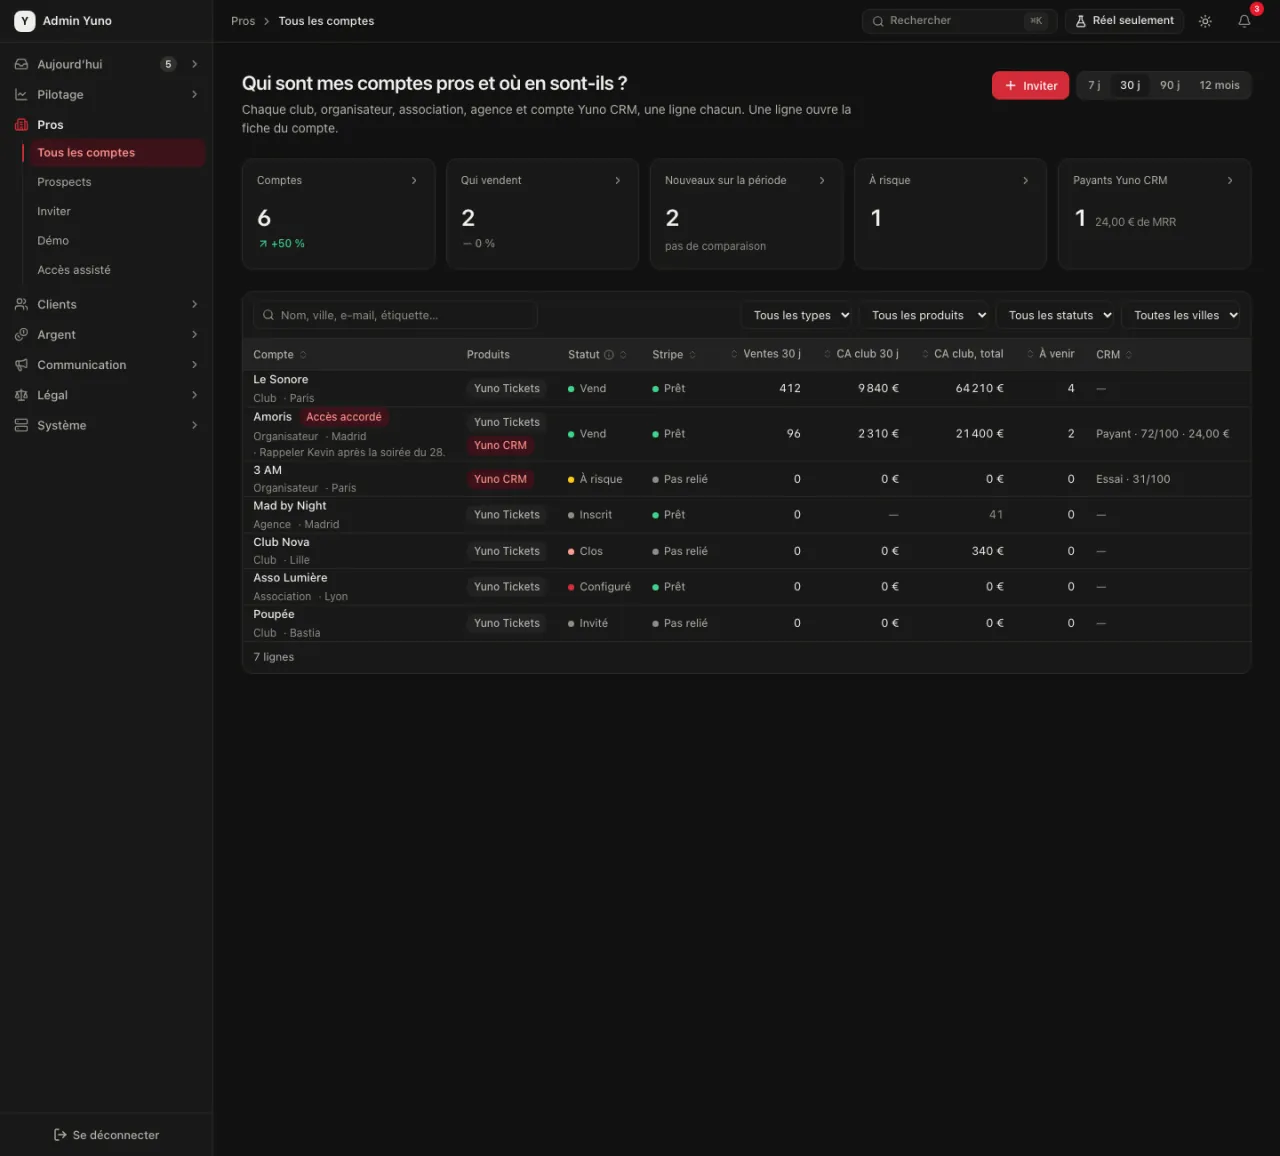 Y Admin Yuno
Pros > Tous les comptes
Rechercher ⌘K
Réel seulement
3
Aujourd'hui 5
Pilotage
Pros
Tous les comptes
Prospects
Inviter
Démo
Accès assisté
Clients
Argent
Communication
Légal
Système
Se déconnecter
Qui sont mes comptes pros et où en sont-ils ?
Chaque club, organisateur, association, agence et compte Yuno CRM, une ligne chacun. Une ligne ouvre la
fiche du compte.
+ Inviter
7 j 30 j 90 j 12 mois
Comptes
6
+50 %
Qui vendent
2
— 0 %
Nouveaux sur la période
2
pas de comparaison
À risque
1
Payants Yuno CRM
1 24,00 € de MRR
Nom, ville, e-mail, étiquette…
Tous les types
Tous les produits
Tous les statuts
Toutes les villes
Compte Produits Statut Stripe Ventes 30 j CA club 30 j CA club, total À venir CRM
Le Sonore
Club · Paris
Yuno Tickets Vend Prêt 412 9 840 € 64 210 € 4 —
Amoris Accès accordé
Organisateur · Madrid
· Rappeler Kevin après la soirée du 28.
Yuno Tickets
Yuno CRM
Vend Prêt 96 2 310 € 21 400 € 2 Payant · 72/100 · 24,00 €
3 AM
Organisateur · Paris
Yuno CRM À risque Pas relié 0 0 € 0 € 0 Essai · 31/100
Mad by Night
Agence · Madrid
Yuno Tickets Inscrit Prêt 0 — 41 0 —
Club Nova
Club · Lille
Yuno Tickets Clos Pas relié 0 0 € 340 € 0 —
Asso Lumière
Association · Lyon
Yuno Tickets Configuré Prêt 0 0 € 0 € 0 —
Poupée
Club · Bastia
Yuno Tickets Invité Pas relié 0 0 € 0 € 0 —
7 lignes